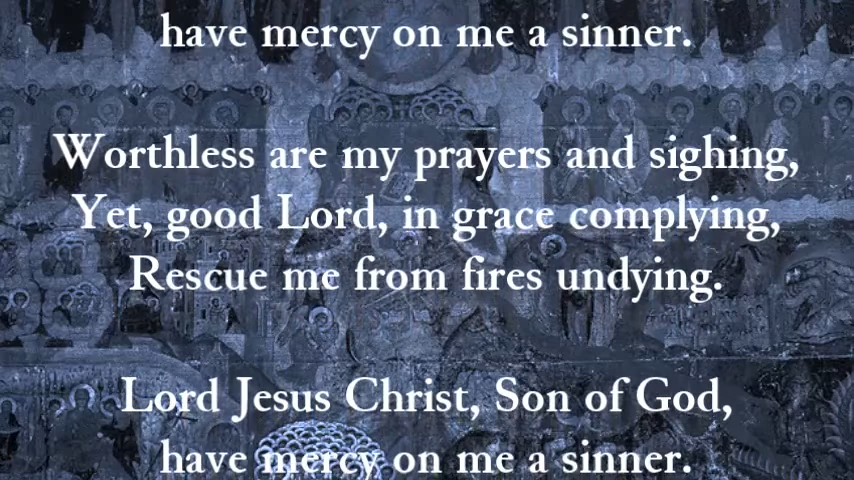 have mercy on me a sinner.
Worthless are my prayers and sighing,
Yet, good Lord, in grace complying,
Rescue me from fires undying.
Lord Jesus Christ, Son of God,
have mercy on me a sinner.